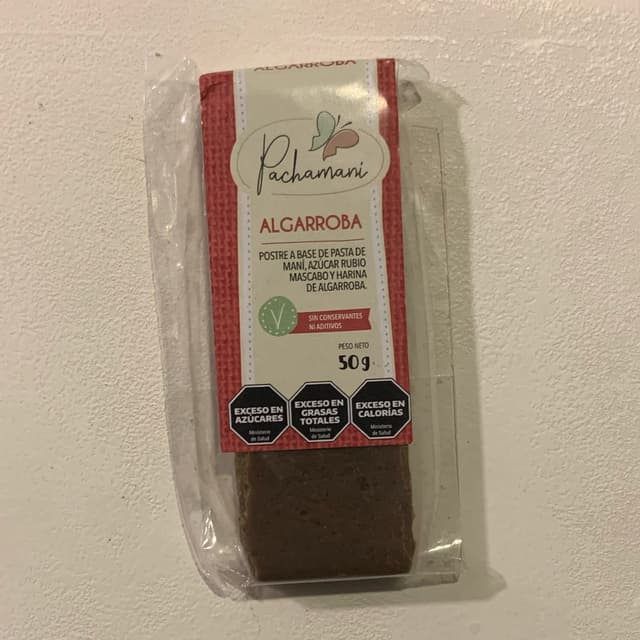 ALGARROBA
Pachamaní
ALGARROBA
POSTRE A BASE DE PASTA DE
MANÍ, AZÚCAR RUBIO
MASCABO Y HARINA
DE ALGARROBA.
V
SIN CONSERVANTES
NI ADITIVOS
PESO NETO
50g.
EXCESO EN
AZÚCARES
Ministerio
de Salud
EXCESO EN
GRASAS
TOTALES
Ministerio
de Salud
EXCESO EN
CALORÍAS
Ministerio
de Salud